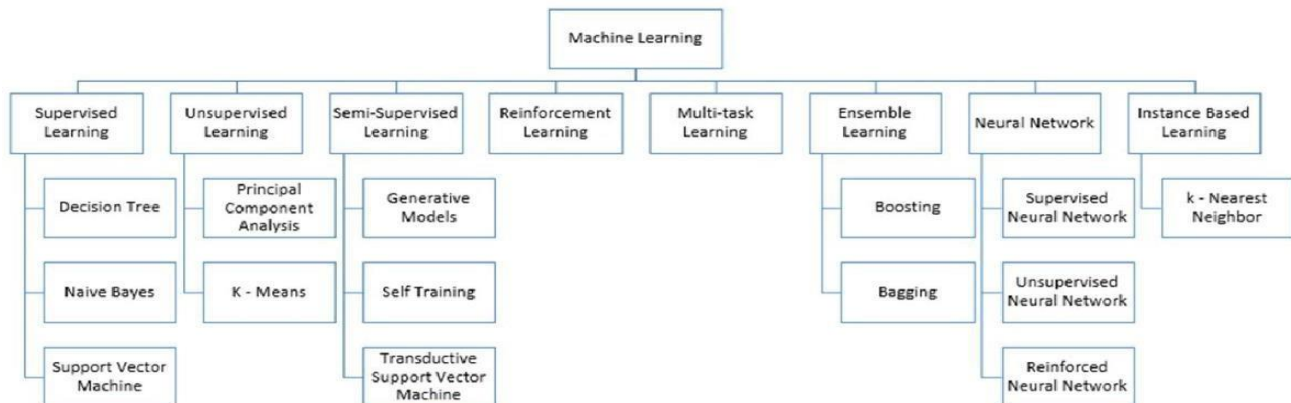 Machine Learning
Supervised
Learning
Unsupervised
Learning
Semi-Supervised
Learning
Reinforcement
Learning
Multi-task
Learning
Ensemble
Learning
Neural Network
Instance Based
Learning
Decision Tree
Naive Bayes
Support Vector
Machine
Principal
Component
Analysis
K - Means
Generative
Models
Self Training
Transductive
Support Vector
Machine
Boosting
Bagging
Supervised
Neural Network
Unsupervised
Neural Network
Reinforced
Neural Network
k - Nearest
Neighbor